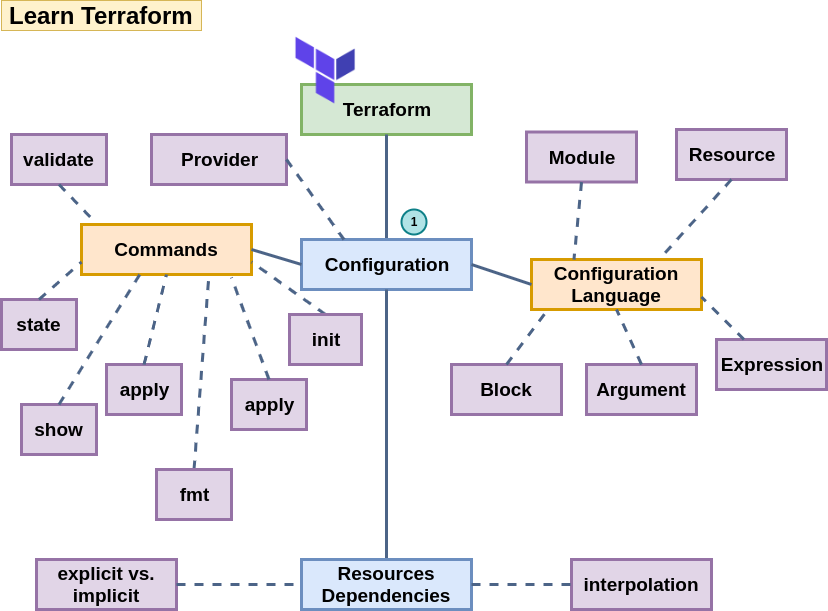 Learn Terraform
Terraform
validate
Provider
Module
Resource
1
Commands
Configuration
Configuration
Language
state
init
apply
apply
Block
Argument
Expression
show
fmt
explicit vs.
implicit
Resources
Dependencies
interpolation